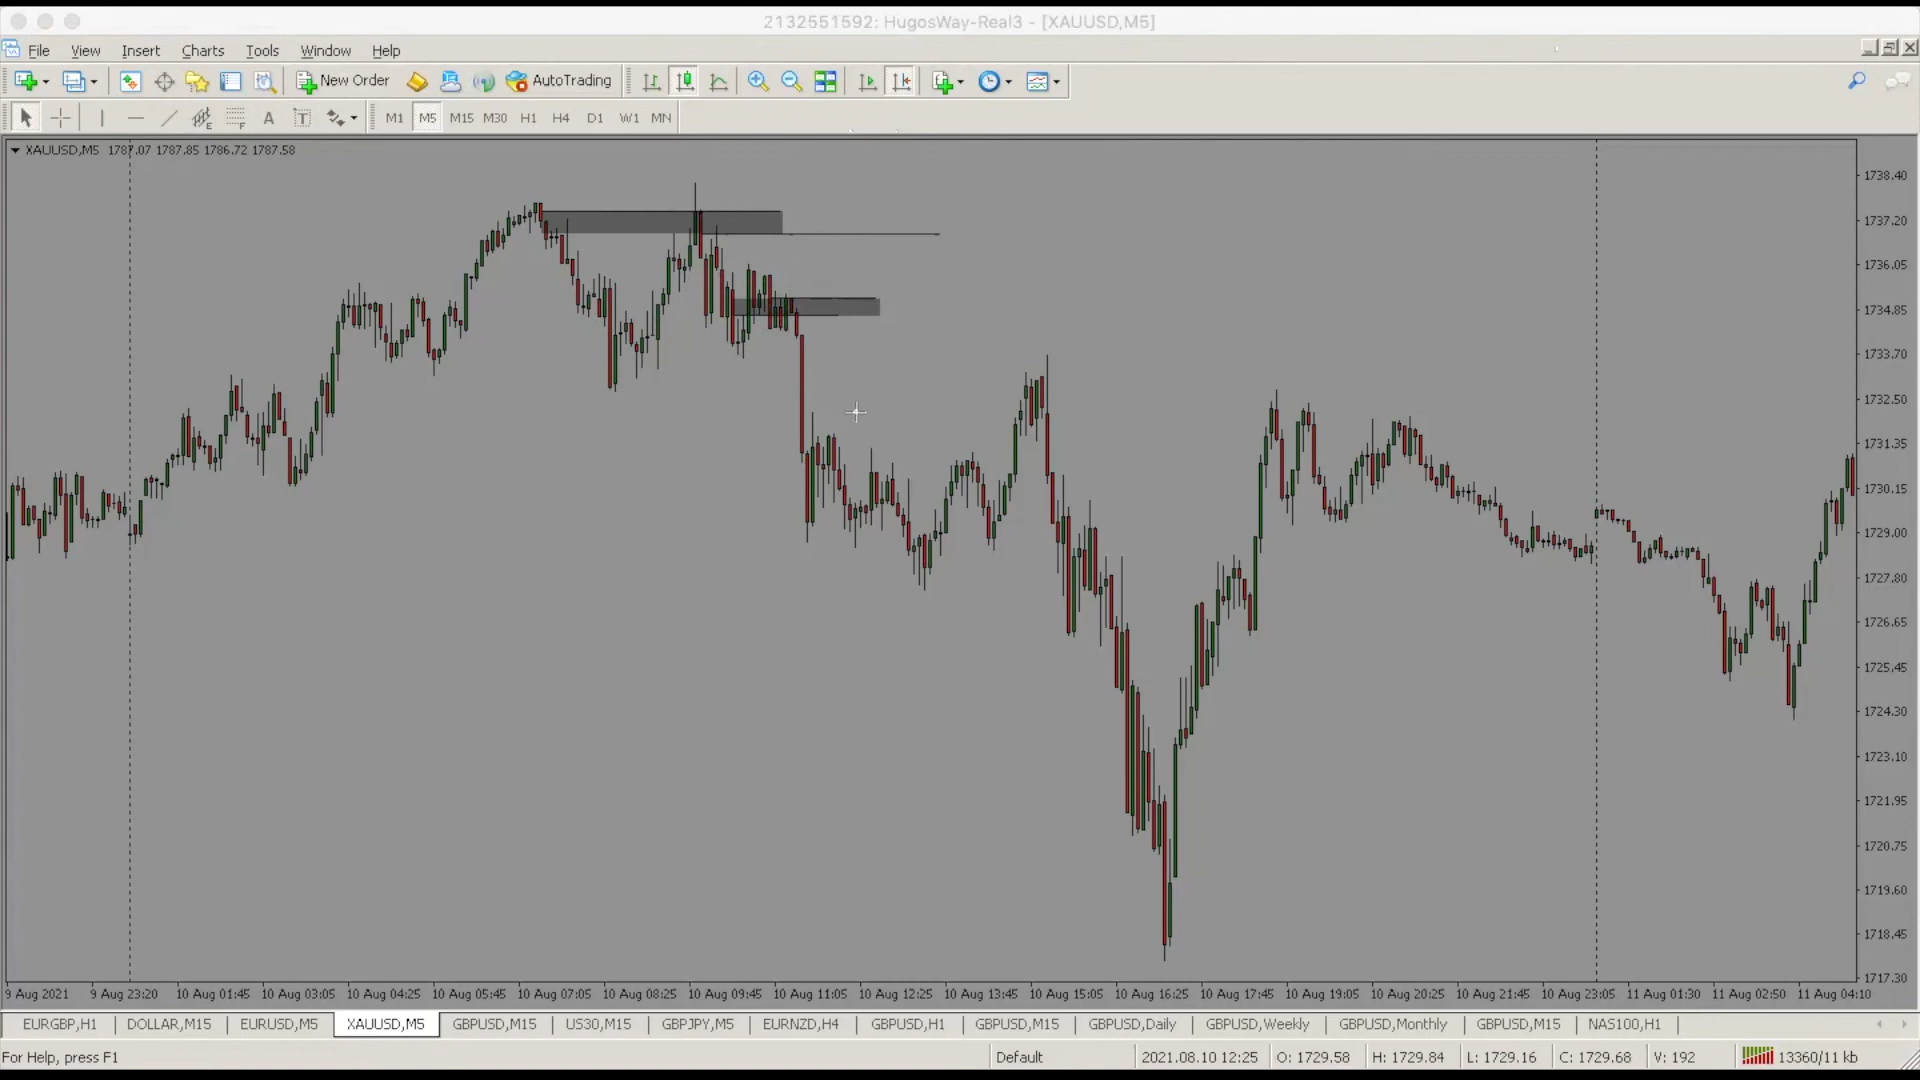 2132551592: HugosWay-Real3 - [XAUUSD,M5]
File View Insert Charts Tools Window Help
New Order AutoTrading
A T M1 M5 M15 M30 H1 H4 D1 W1 MN
XAUUSD,M5 1787.07 1787.85 1786.72 1787.58
1738.40
1737.20
1736.05
1734.85
1733.70
1732.50
1731.35
1730.15
1729.00
1727.80
1726.65
1725.45
1724.30
1723.10
1721.95
1720.75
1719.60
1718.45
1717.30
9 Aug 2021 9 Aug 23:20 10 Aug 01:45 10 Aug 03:05 10 Aug 04:25 10 Aug 05:45 10 Aug 07:05 10 Aug 08:25 10 Aug 09:45 10 Aug 11:05 10 Aug 12:25 10 Aug 13:45 10 Aug 15:05 10 Aug 16:25 10 Aug 17:45 10 Aug 19:05 10 Aug 20:25 10 Aug 21:45 10 Aug 23:05 11 Aug 01:30 11 Aug 02:50 11 Aug 04:10
EURGBP,H1 DOLLAR,M15 EURUSD,M5 XAUUSD,M5 GBPUSD,M15 US30,M15 GBPJPY,M5 EURNZD,H4 GBPUSD,H1 GBPUSD,M15 GBPUSD,Daily GBPUSD,Weekly GBPUSD,Monthly GBPUSD,M15 NAS100,H1
For Help, press F1 Default 2021.08.10 12:25 O: 1729.58 H: 1729.84 L: 1729.16 C: 1729.68 V: 192 13360/11 kb